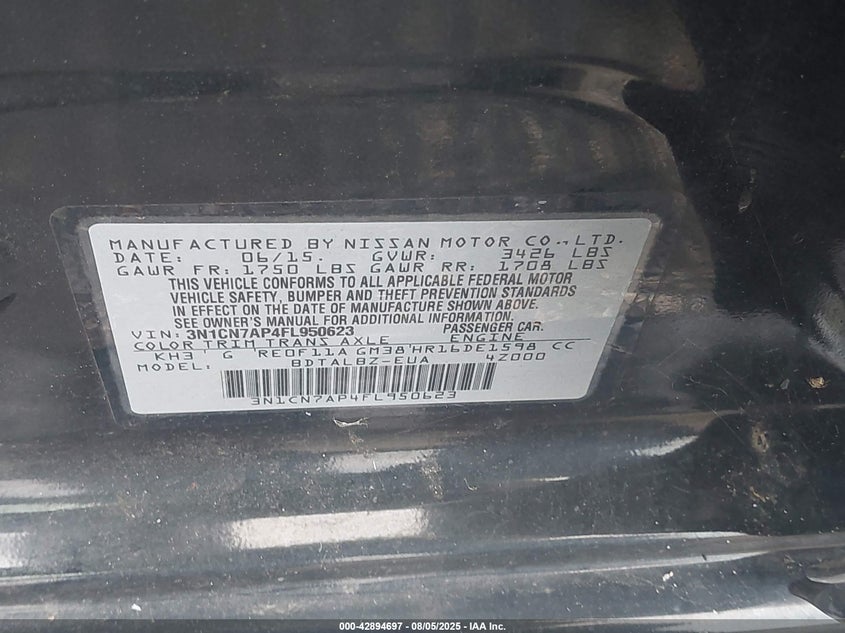 MANUFACTURED BY NISSAN MOTOR CO.,LTD.
DATE: 06/15. GVWR: 3426 LBS
GAWR FR: 1750 LBS GAWR RR: 1708 LBS
THIS VEHICLE CONFORMS TO ALL APPLICABLE FEDERAL MOTOR
VEHICLE SAFETY, BUMPER AND THEFT PREVENTION STANDARDS
IN EFFECT ON THE DATE OF MANUFACTURE SHOWN ABOVE.
SEE OWNER'S MANUAL FOR ADDITIONAL INFORMATION.
VIN: 3N1CN7AP4FL950623 PASSENGER CAR.
COLOR TRIM TRANS AXLE ENGINE
KH3 G RE0F11A GM38 HR16DE1598 CC
MODEL: BDTALBZ-EUA 4Z000
3N1CN7AP4FL950623
000-42894697 - 08/05/2025 - IAA Inc.